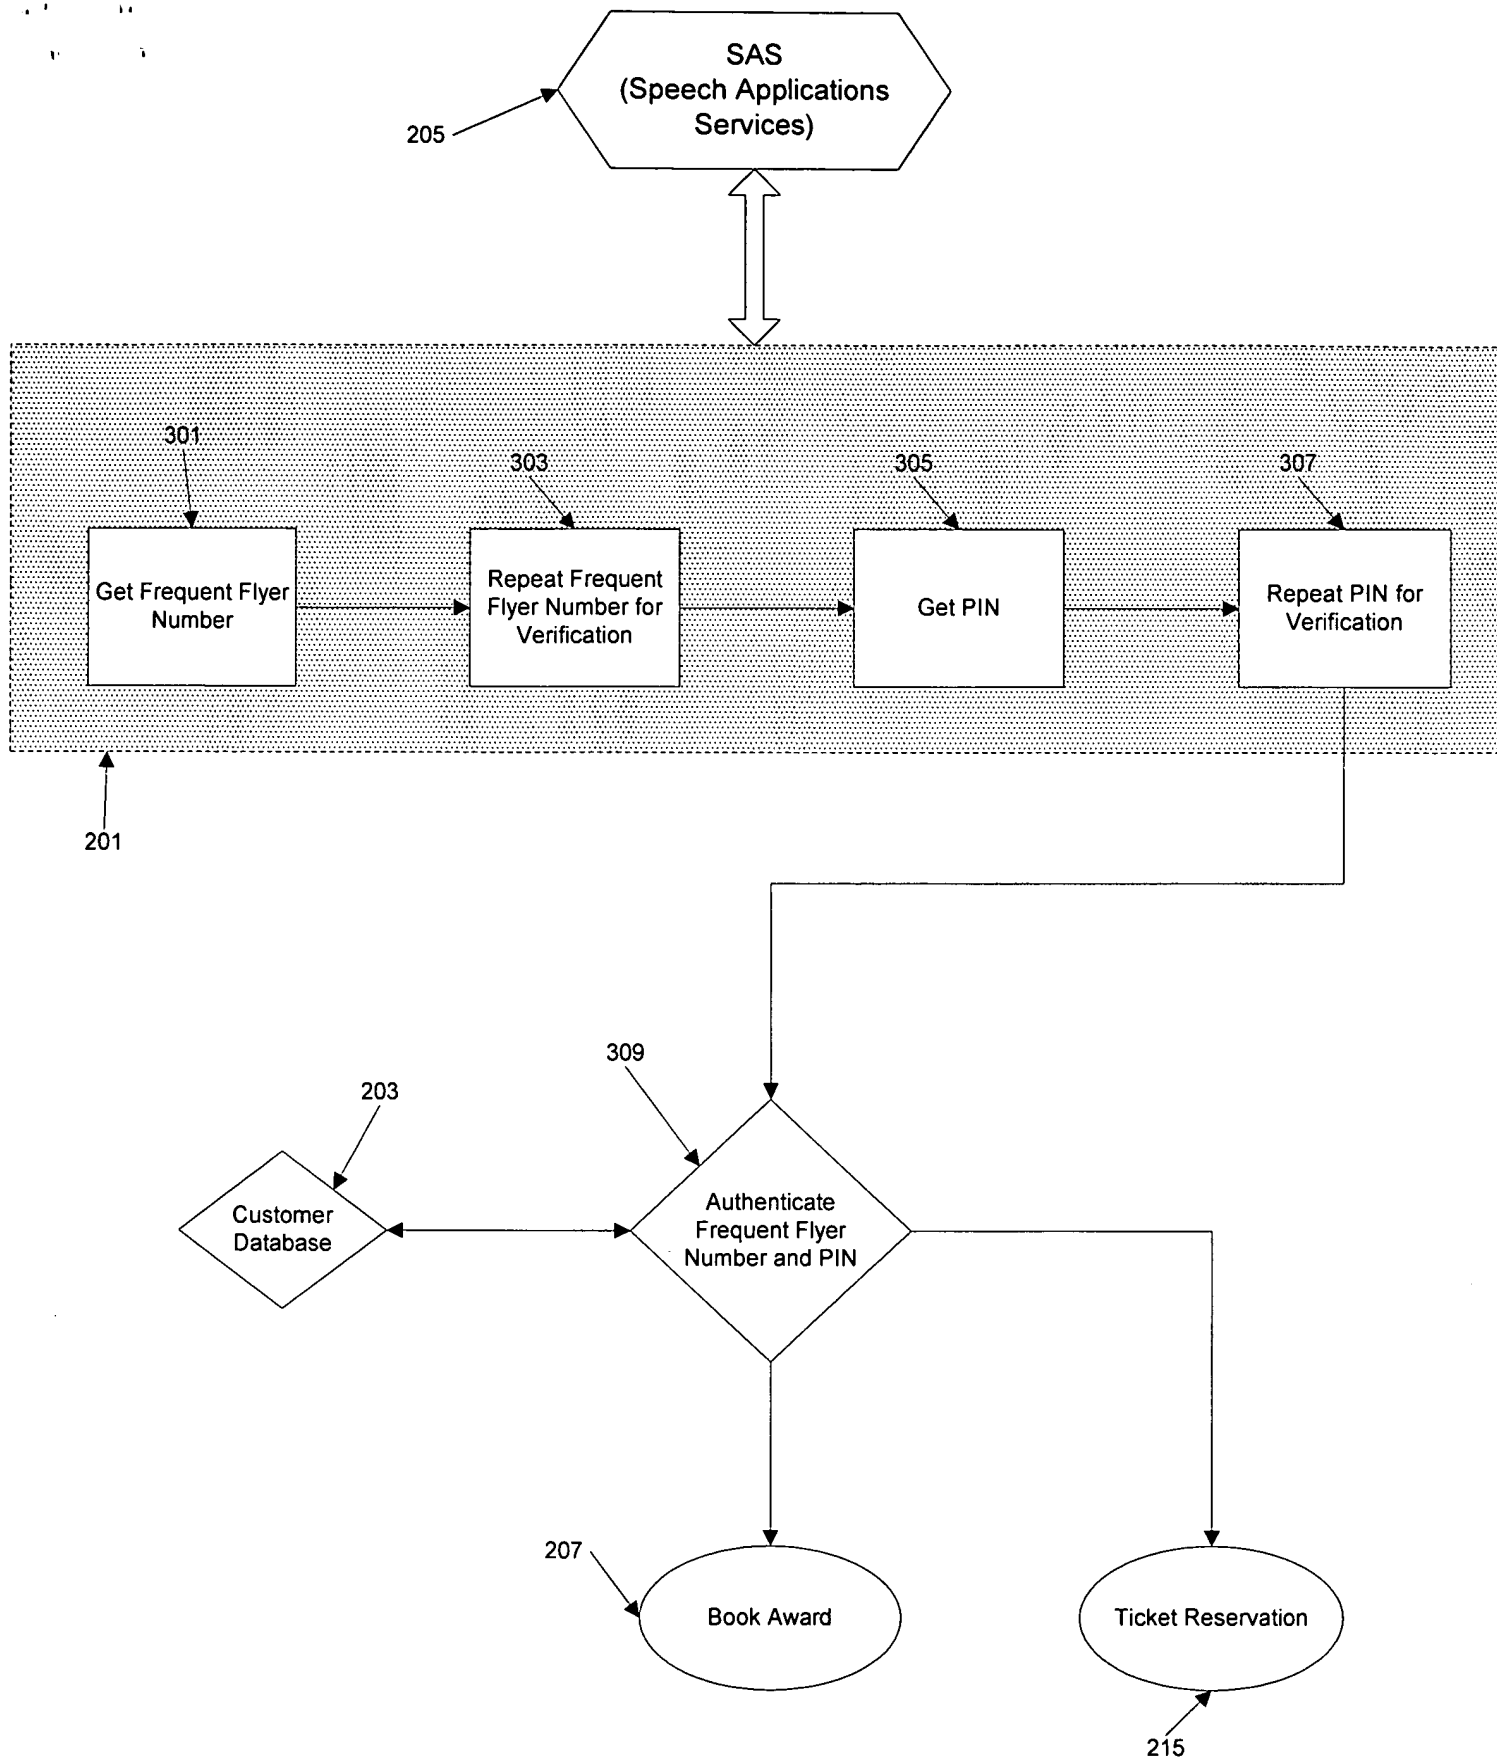 SAS
(Speech Applications
Services)
205
301
303
305
307
Get Frequent Flyer
Number
Repeat Frequent
Flyer Number for
Verification
Get PIN
Repeat PIN for
Verification
201
309
203
Customer
Database
Authenticate
Frequent Flyer
Number and PIN
207
Book Award
Ticket Reservation
215